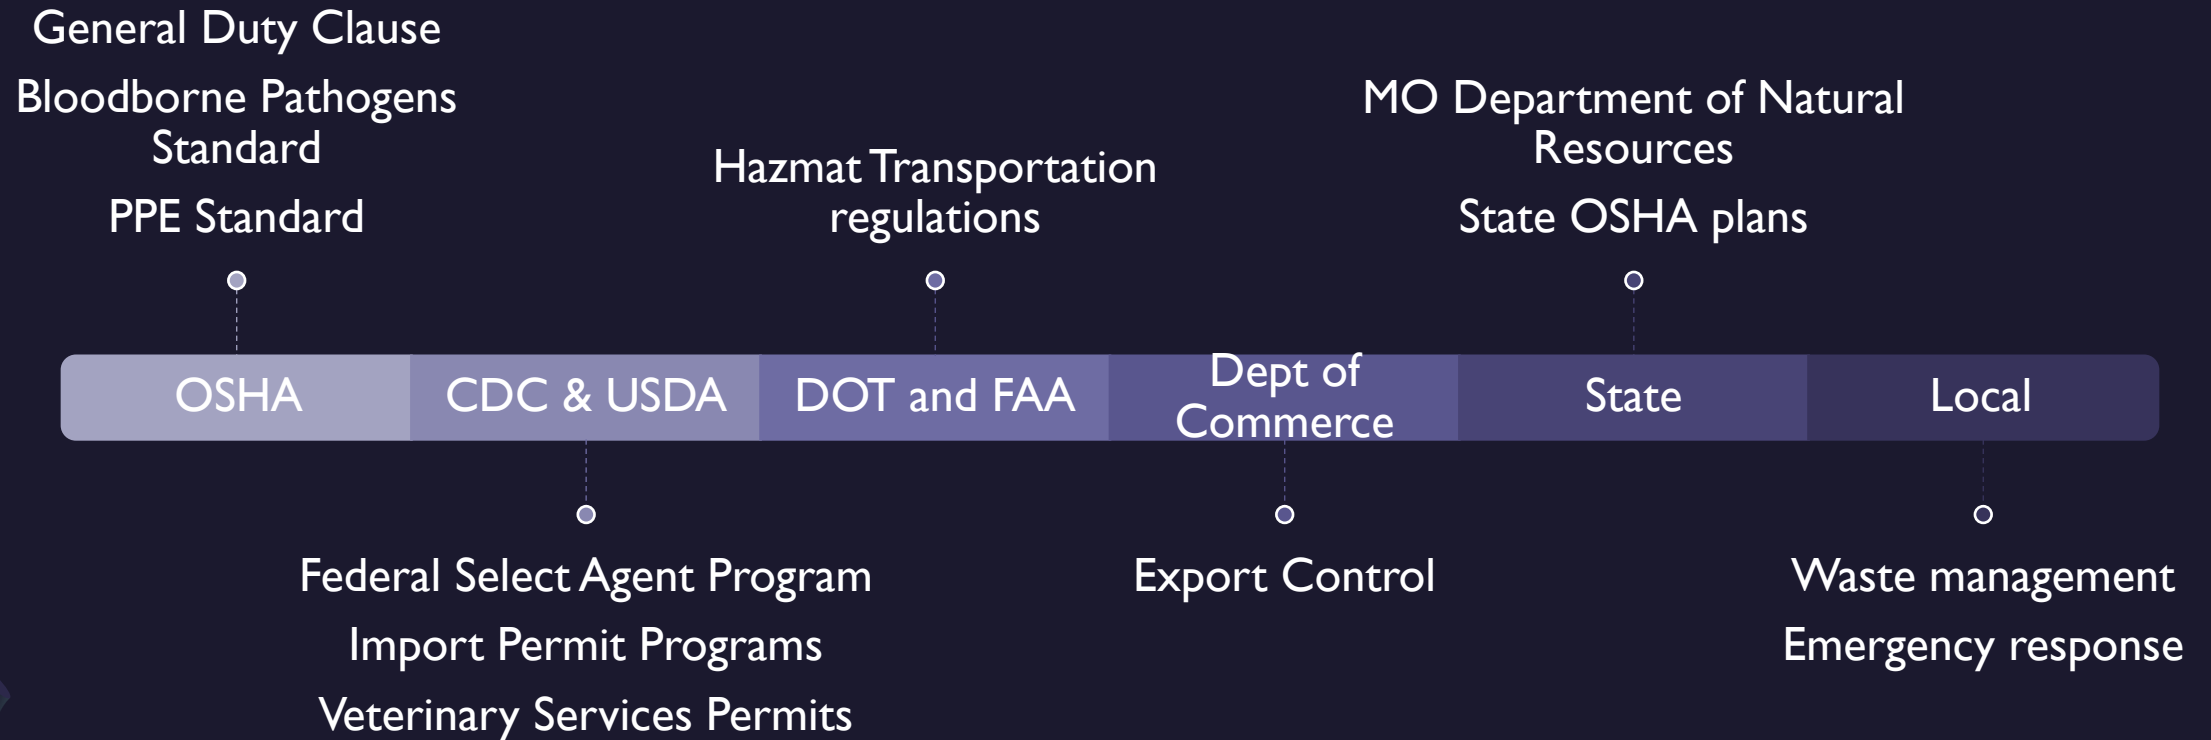 General Duty Clause
Bloodborne Pathogens
Standard
PPE Standard
Hazmat Transportation
regulations
MO Department of Natural
Resources
State OSHA plans
OSHA
CDC & USDA
DOT and FAA
Dept of
Commerce
State
Local
Federal Select Agent Program
Import Permit Programs
Veterinary Services Permits
Export Control
Waste management
Emergency response